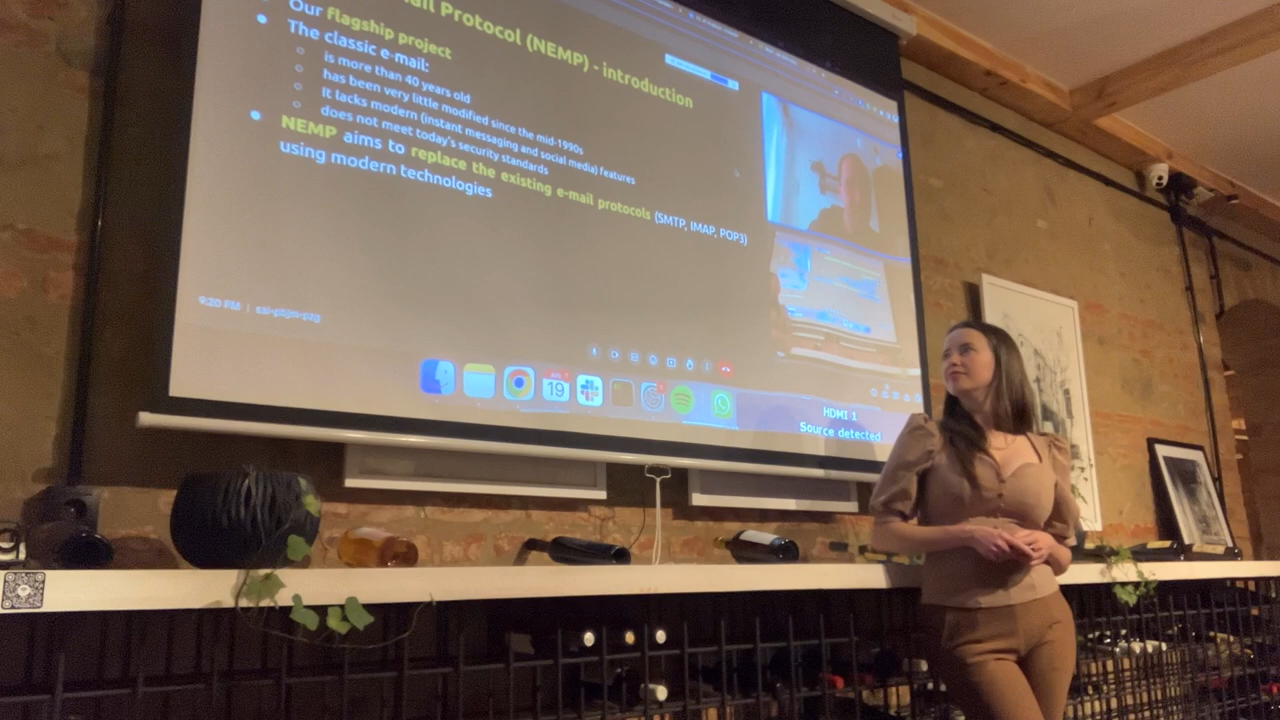 ail Protocol (NEMP) - introduction
Our flagship project
The classic e-mail:
is more than 40 years old
has been very little modified since the mid-1990s
It lacks modern (instant messaging and social media) features
does not meet today's security standards
NEMP aims to replace the existing e-mail protocols (SMTP, IMAP, POP3)
using modern technologies
9:20 PM
19
HDMI 1
Source detected